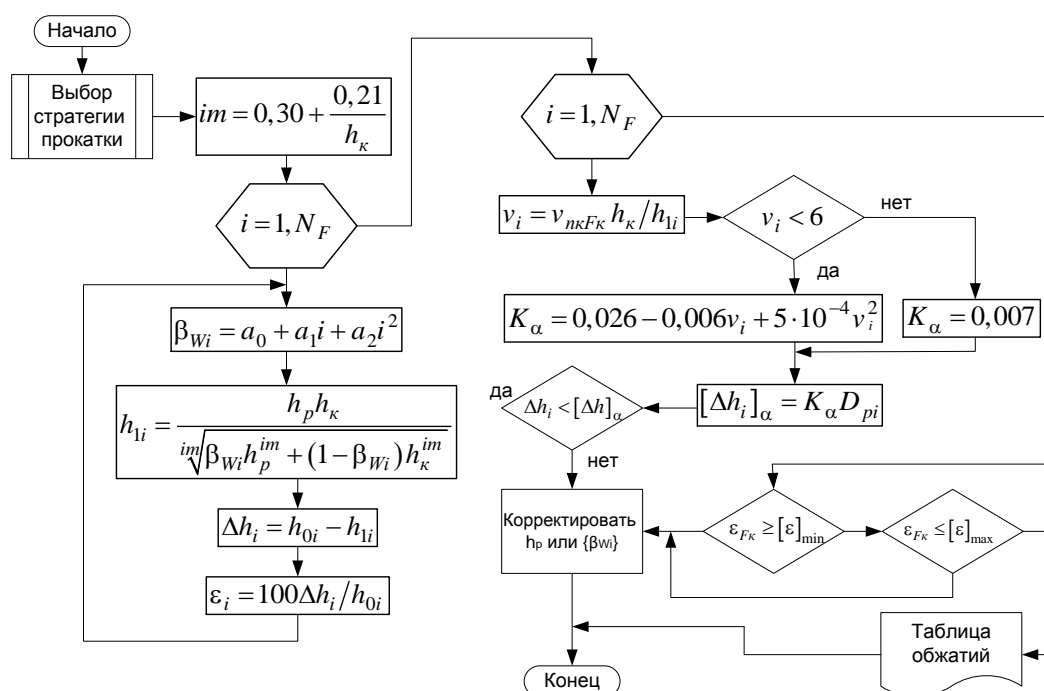 Начало
Выбор
стратегии
прокатки
im = 0,30 + 0,21/h_к
i = 1, N_F
β_Wi = a_0 + a_1 i + a_2 i^2
h_1i = h_p h_к / \sqrt[im]{β_Wi h_p^im + (1 − β_Wi) h_к^im}
Δh_i = h_0i − h_1i
ε_i = 100Δh_i/h_0i
i = 1, N_F
v_i = v_пкFк h_к/h_1i
v_i < 6
нет
да
K_α = 0,026 − 0,006v_i + 5·10^−4 v_i^2
K_α = 0,007
[Δh_i]_α = K_α D_pi
Δh_i < [Δh]_α
да
нет
Корректировать
h_р или {β_Wi}
ε_Fк ≥ [ε]_min
ε_Fк ≤ [ε]_max
Таблица
обжатий
Конец